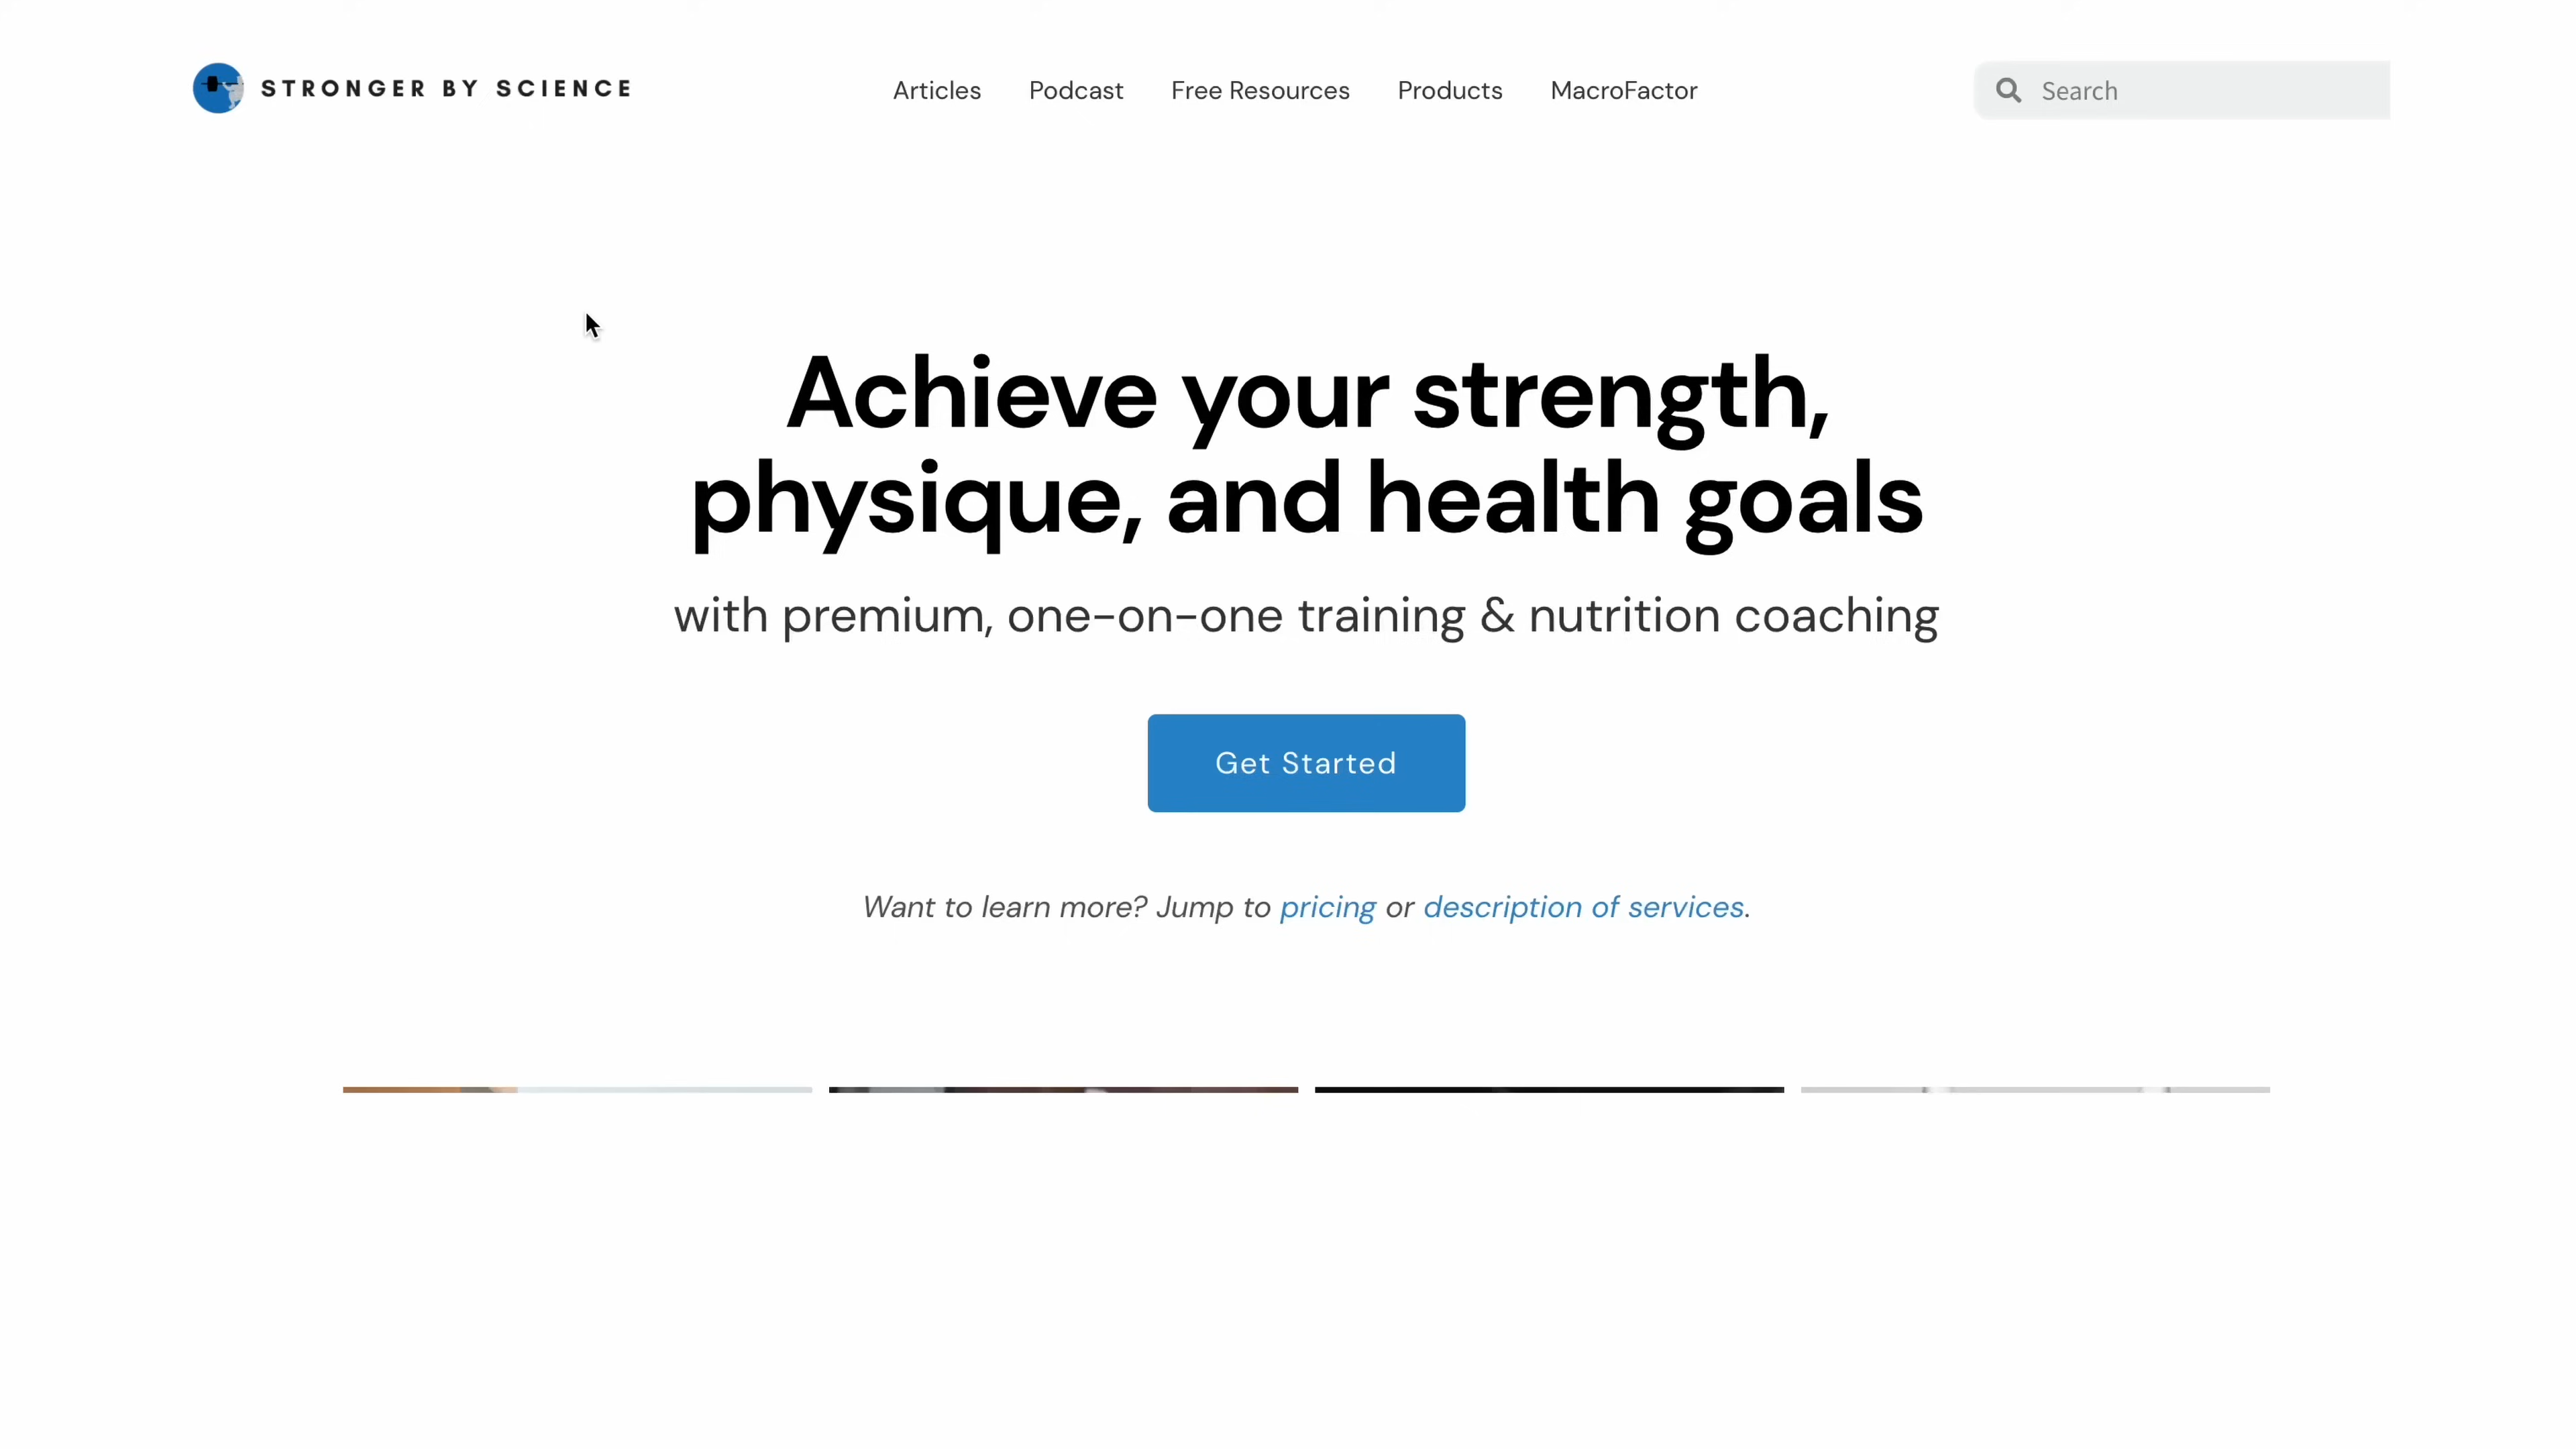 STRONGER BY SCIENCE
Articles
Podcast
Free Resources
Products
MacroFactor
Search
Achieve your strength,
physique, and health goals
with premium, one-on-one training & nutrition coaching
Get Started
Want to learn more? Jump to pricing or description of services.